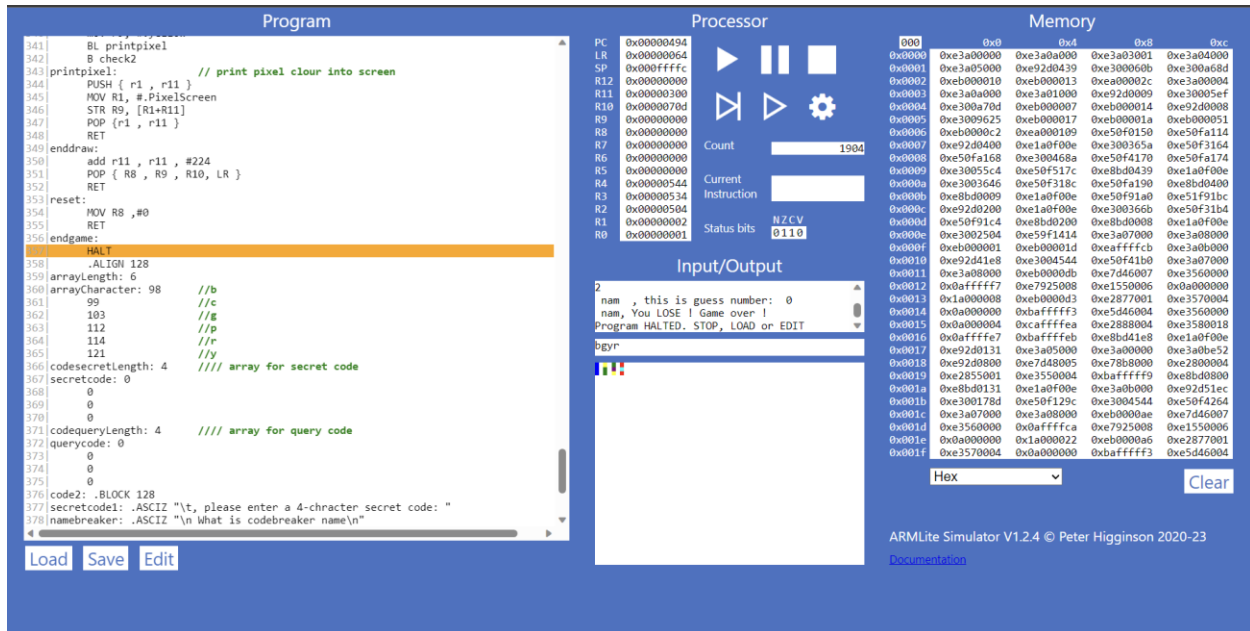 Program
341| BL printpixel
342| B check2
343|printpixel: // print pixel clour into screen
344| PUSH { r1 , r11 }
345| MOV R1, #.PixelScreen
346| STR R9, [R1+R11]
347| POP {r1 , r11 }
348| RET
349|enddraw:
350| add r11 , r11 , #224
351| POP { R8 , R9 , R10, LR }
352| RET
353|reset:
354| MOV R8 ,#0
355| RET
356|endgame:
HALT
358| .ALIGN 128
359|arrayLength: 6
360|arrayCharacter: 98 //b
361| 99 //c
362| 103 //g
363| 112 //p
364| 114 //r
365| 121 //y
366|codesecretLength: 4 //// array for secret code
367|secretcode: 0
368| 0
369| 0
370| 0
371|codequeryLength: 4 //// array for query code
372|querycode: 0
373| 0
374| 0
375| 0
376|code2: .BLOCK 128
377|secretcode1: .ASCIZ "\t, please enter a 4-chracter secret code: "
378|namebreaker: .ASCIZ "\n What is codebreaker name\n"
Load Save Edit
Processor
PC 0x00000494
LR 0x00000064
SP 0x000ffffc
R12 0x00000000
R11 0x00000300
R10 0x0000070d
R9 0x00000000
R8 0x00000000
R7 0x00000000
R6 0x00000000
R5 0x00000000
R4 0x00000544
R3 0x00000534
R2 0x00000504
R1 0x00000002
R0 0x00000001
Count 1904
Current
Instruction
Status bits NZCV
0110
Input/Output
2
nam , this is guess number: 0
nam, You LOSE ! Game over !
Program HALTED. STOP, LOAD or EDIT
bgyr
Memory
000 0x0 0x4 0x8 0xc
0x0000 0xe3a00000 0xe3a0a000 0xe3a03001 0xe3a04000
0x0001 0xe3a05000 0xe92d0439 0xe300060b 0xe300a68d
0x0002 0xeb000010 0xeb000013 0xea00002c 0xe3a00004
0x0003 0xe3a0a000 0xe3a01000 0xe92d0009 0xe30005ef
0x0004 0xe300a70d 0xeb000007 0xeb000014 0xe92d0008
0x0005 0xe3009625 0xeb000017 0xeb00001a 0xeb000051
0x0006 0xeb0000c2 0xea000109 0xe50f0150 0xe50fa114
0x0007 0xe92d0400 0xe1a0f00e 0xe300365a 0xe50f3164
0x0008 0xe50fa168 0xe300468a 0xe50f4170 0xe50fa174
0x0009 0xe30055c4 0xe50f517c 0xe8bd0439 0xe1a0f00e
0x000a 0xe3003646 0xe50f318c 0xe50fa190 0xe8bd0400
0x000b 0xe8bd0009 0xe1a0f00e 0xe50f91a0 0xe51f91bc
0x000c 0xe92d0200 0xe1a0f00e 0xe300366b 0xe50f31b4
0x000d 0xe50f91c4 0xe8bd0200 0xe8bd0008 0xe1a0f00e
0x000e 0xe3002504 0xe59f1414 0xe3a07000 0xe3a08000
0x000f 0xeb000001 0xeb00001d 0xeaffffcb 0xe3a0b000
0x0010 0xe92d41e8 0xe3004544 0xe50f41b0 0xe3a07000
0x0011 0xe3a08000 0xeb0000db 0x7d46007 0xe3560000
0x0012 0x0afffff7 0xe7925008 0xe1550006 0x0a000000
0x0013 0x1a000008 0xeb0000d3 0xe2877001 0xe3570004
0x0014 0x0a000000 0xbafffff3 0xe5d46004 0xe3560000
0x0015 0x0a000004 0xcaffffea 0xe2888004 0xe3580018
0x0016 0x0affffe7 0xbaffffeb 0xe8bd41e8 0xe1a0f00e
0x0017 0xe92d0131 0xe3a05000 0xe3a00000 0xe3a0be52
0x0018 0xe92d0800 0xe7d48005 0xe78b8000 0xe2800004
0x0019 0xe2855001 0xe3550004 0xbafffff9 0xe8bd0800
0x001a 0xe8bd0131 0xe1a0f00e 0xe3a0b000 0xe92d51ec
0x001b 0xe300178d 0xe50f129c 0xe3004544 0xe50f4264
0x001c 0xe3a07000 0xe3a08000 0xeb0000ae 0xe7d46007
0x001d 0xe3560000 0x0affffca 0xe7925008 0xe1550006
0x001e 0x0a000000 0x1a000022 0xeb0000a6 0xe2877001
0x001f 0xe3570004 0x0a000000 0xbafffff3 0xe5d46004
Hex
Clear
ARMLite Simulator V1.2.4 © Peter Higginson 2020-23
Documentation